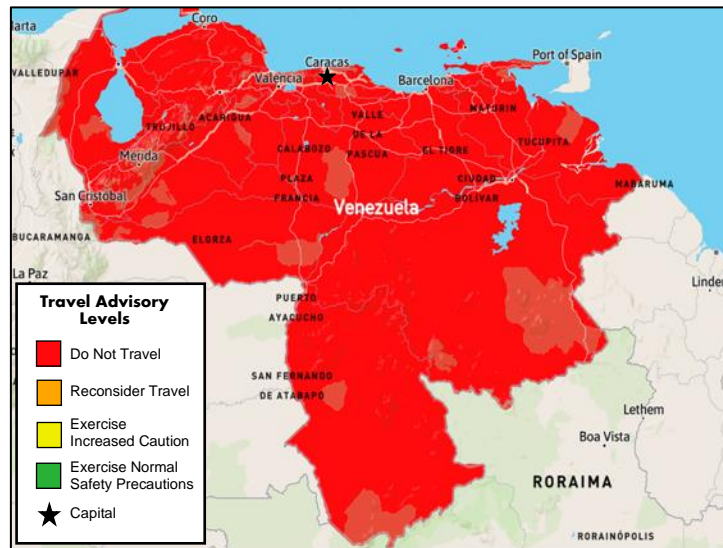 Marta
Coro
VALLEDUPAR
Caracas
Valencia
Barcelona
Port of Spain
MATURIN
TRUJILLO
ACARIGUA
VALLE
DE LA
PASCUA
CALABOZO
EL TIGRE
TUCUPITA
Mérida
PLAZA
FRANCIA
CIUDAD
BOLIVAR
MABARUMA
San Cristóbal
Venezuela
BUCARAMANGA
ELORZA
La Paz
Linden
PUERTO
AYACUCHO
SAN FERNANDO
DE ATABAPO
Lethem
Boa Vista
RORAIMA
RORAINÓPOLIS
Travel Advisory
Levels
Do Not Travel
Reconsider Travel
Exercise
Increased Caution
Exercise Normal
Safety Precautions
Capital